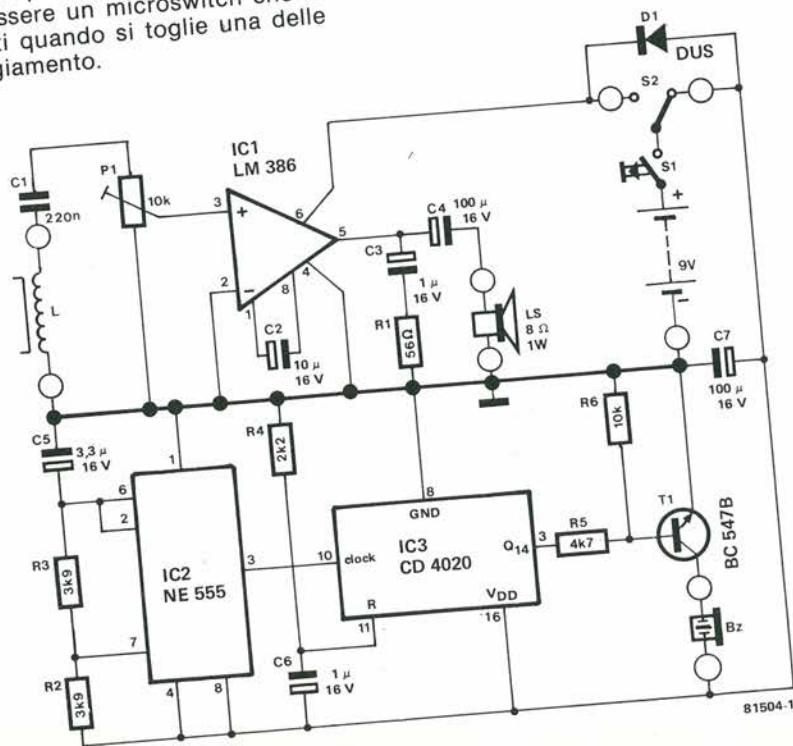 ssere un microswitch
ti quando si toglie una delle
giamento.
D1
DUS
S2
S1
+
9V
−
IC1
LM 386
C1
220n
P1
10k
3
+
6
5
2
−
4
8
1
C2
10 μ
16 V
C4
100 μ
16 V
C3
1 μ
16 V
R1
56Ω
LS
8 Ω
1W
L
C7
100 μ
16 V
C5
3,3 μ
16 V
R4
2k2
R6
10k
T1
BC 547B
1
6
2
IC2
NE 555
3
7
4
8
R3
3k9
R2
3k9
8
GND
10
clock
IC3
CD 4020
Q14
3
R
11
VDD
16
R5
4k7
C6
1 μ
16 V
Bz
81504-1